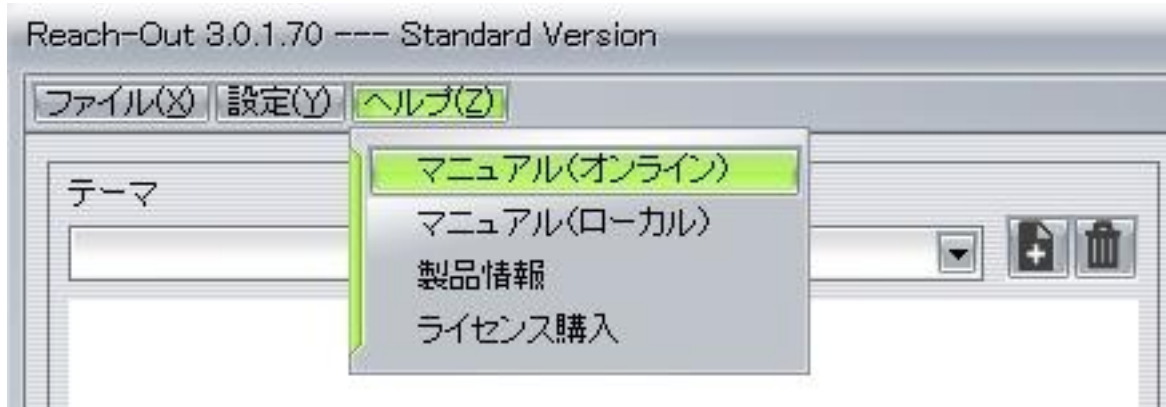 Reach-Out 3.0.1.70 --- Standard Version
ファイル(X) 設定(Y) ヘルプ(Z)
テーマ
マニュアル(オンライン)
マニュアル(ローカル)
製品情報
ライセンス購入